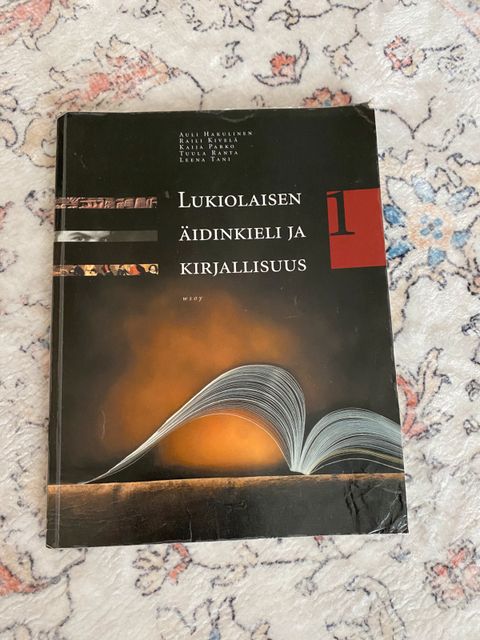 AULI HAKULINEN
RAILI KIVELÄ
KAIJA PARKO
TUULA RANTA
LEENA TANI
LUKIOLAISEN
ÄIDINKIELI JA
KIRJALLISUUS
1
wsoy